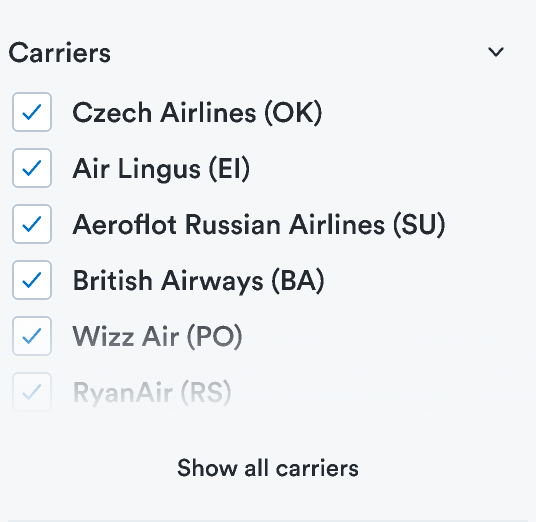 Carriers
Czech Airlines (OK)
Air Lingus (EI)
Aeroflot Russian Airlines (SU)
British Airways (BA)
Wizz Air (PO)
RyanAir (RS)
Show all carriers